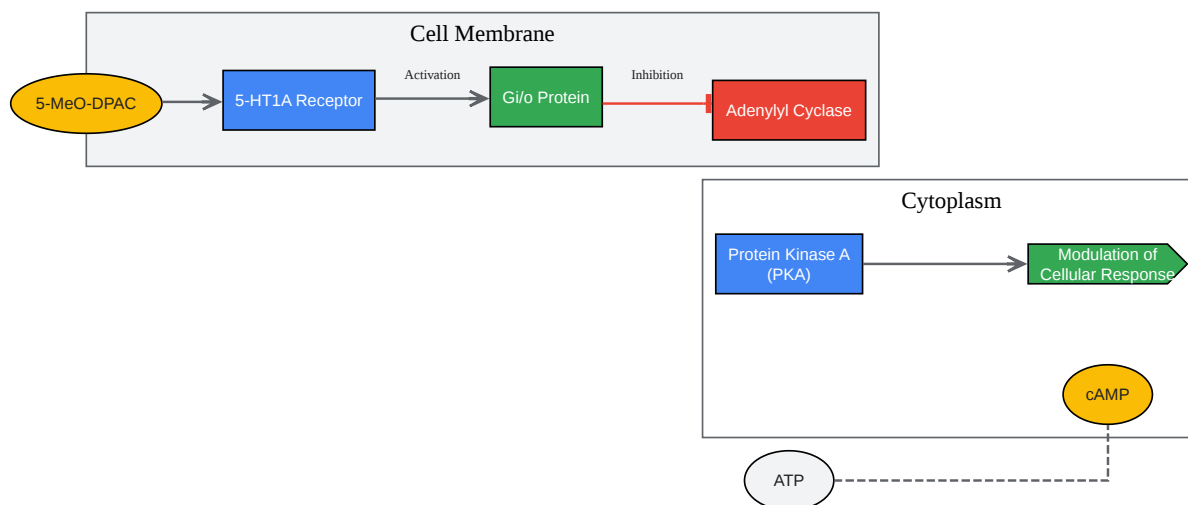 Cell Membrane
Activation
Inhibition
5-MeO-DPAC
5-HT1A Receptor
Gi/o Protein
Adenylyl Cyclase
Cytoplasm
Protein Kinase A
(PKA)
Modulation of
Cellular Response
cAMP
ATP